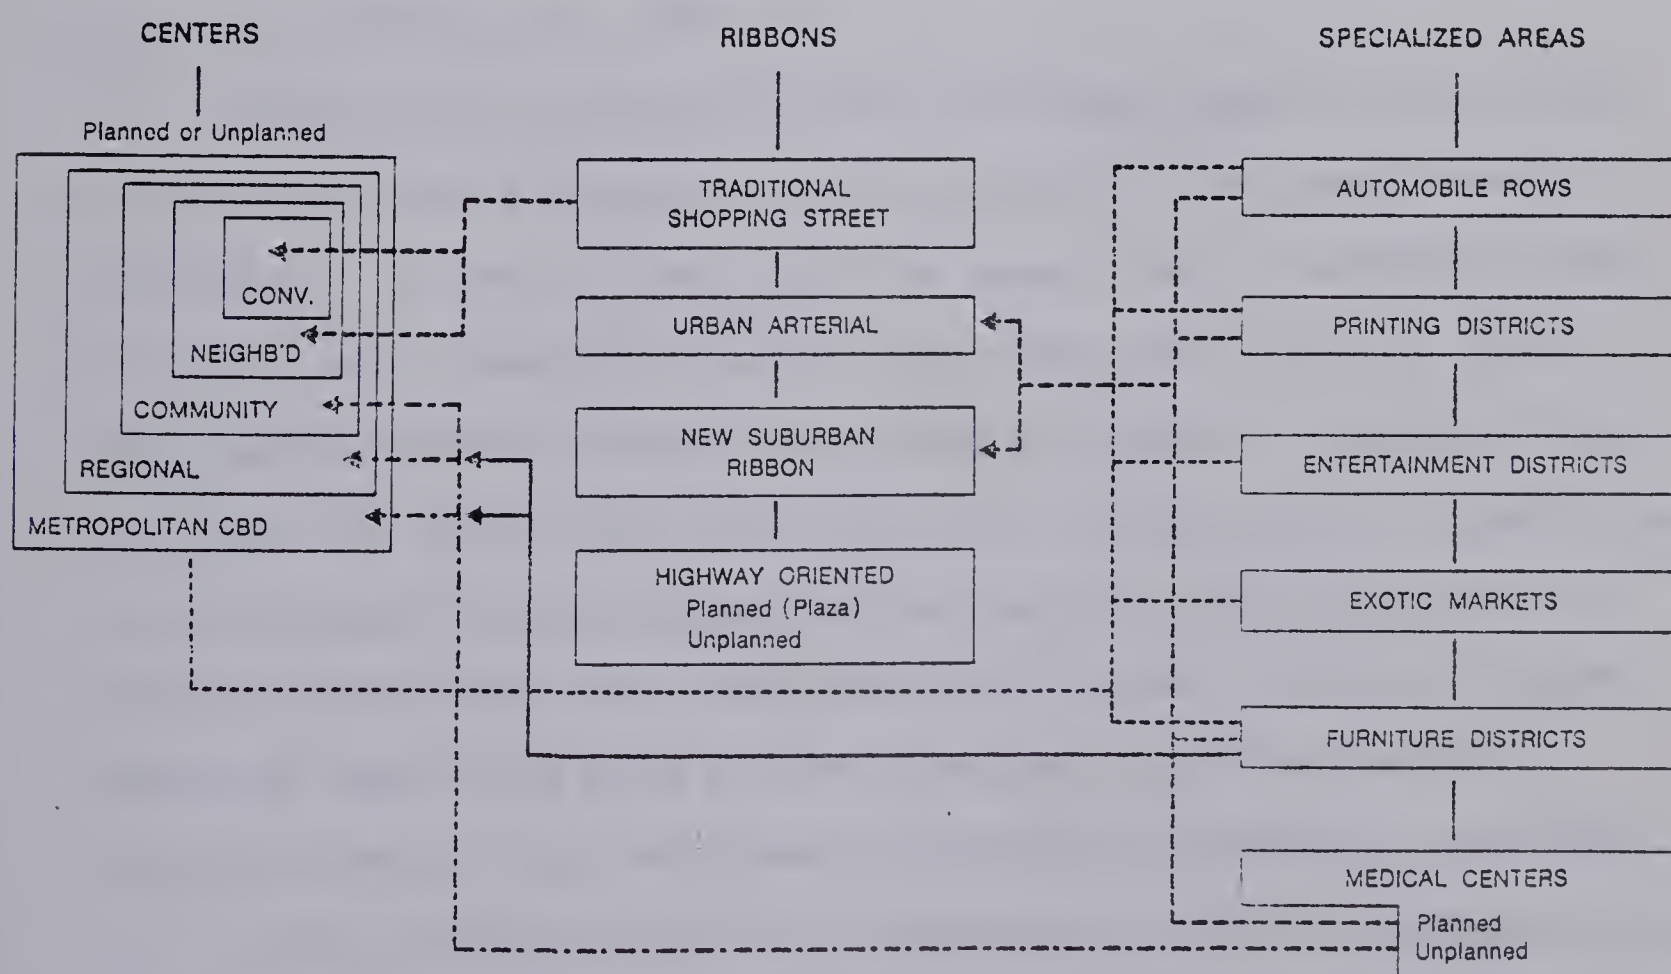 CENTERS
Planned or Unplanned
CONV.
NEIGHB'D
COMMUNITY
REGIONAL
METROPOLITAN CBD
RIBBONS
TRADITIONAL
SHOPPING STREET
URBAN ARTERIAL
NEW SUBURBAN
RIBBON
HIGHWAY ORIENTED
Planned (Plaza)
Unplanned
SPECIALIZED AREAS
AUTOMOBILE ROWS
PRINTING DISTRICTS
ENTERTAINMENT DISTRICTS
EXOTIC MARKETS
FURNITURE DISTRICTS
MEDICAL CENTERS
Planned
Unplanned